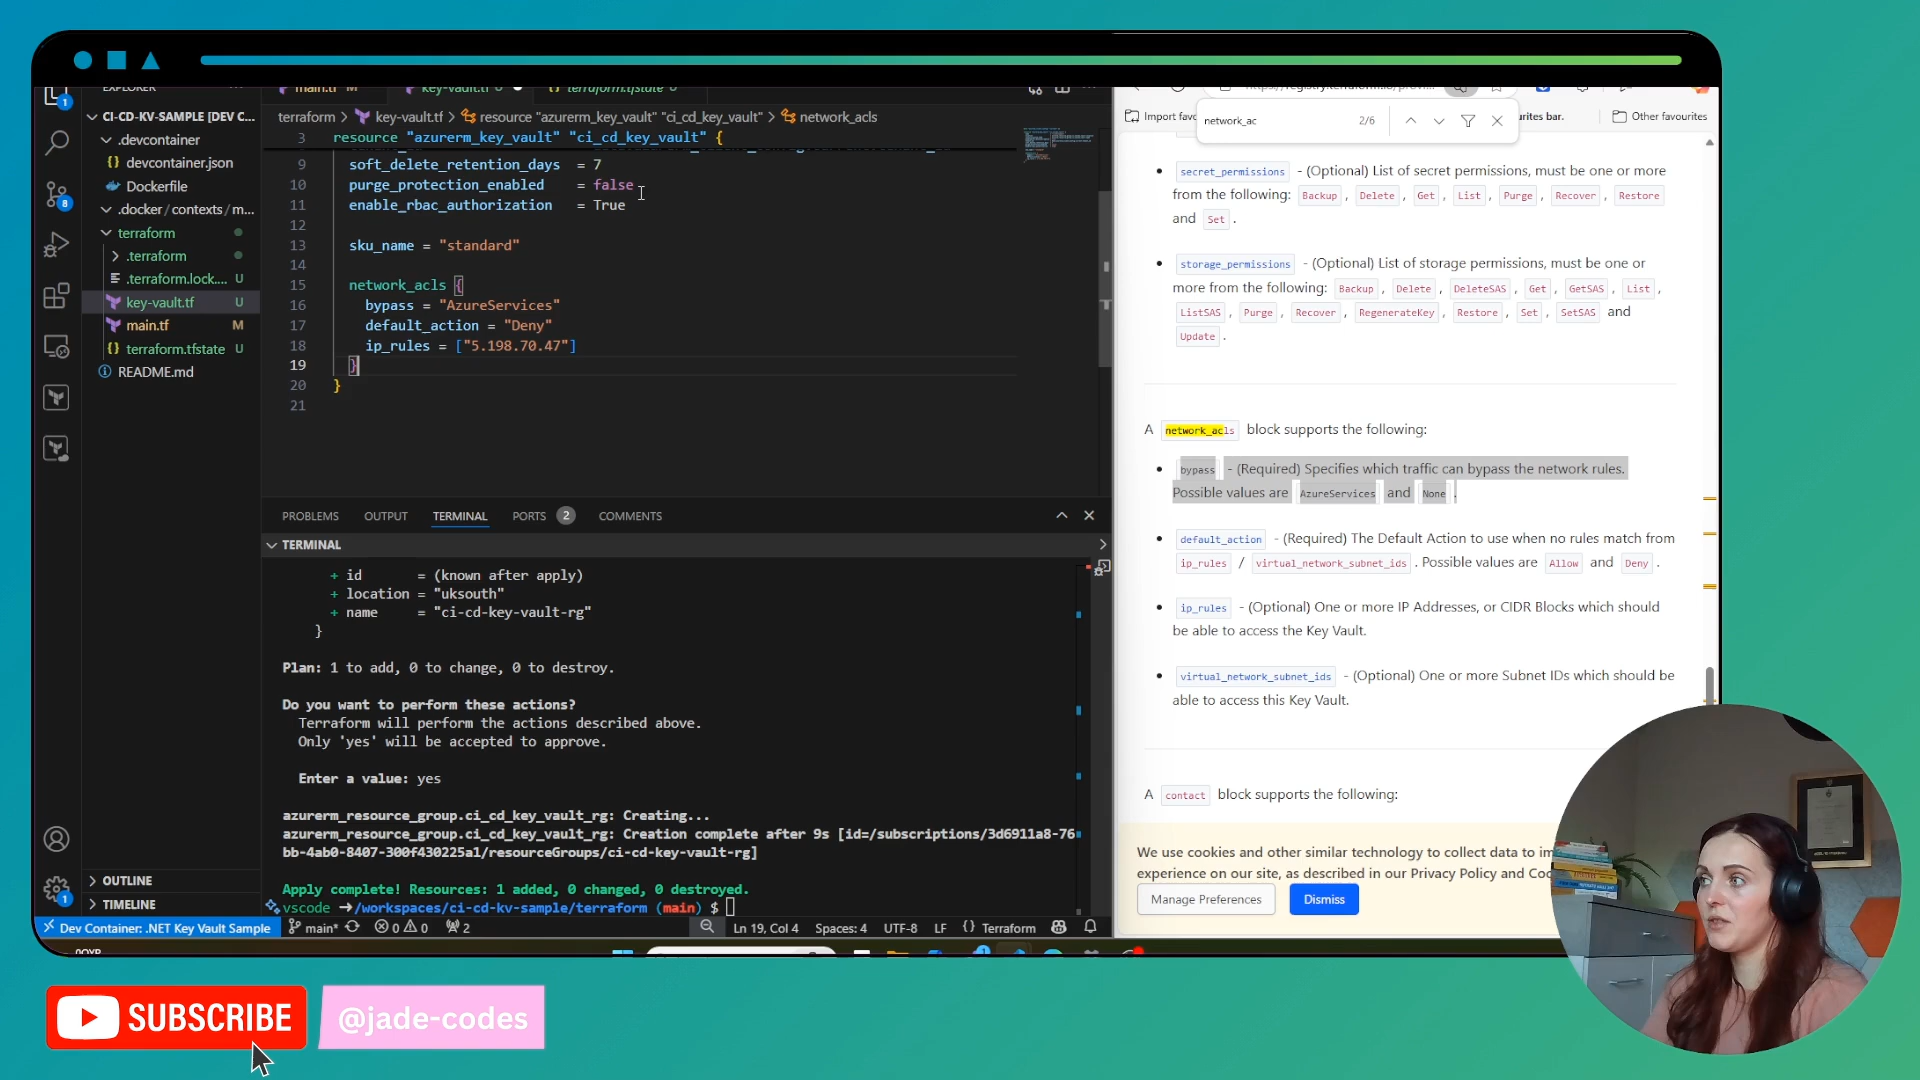 EXPLORER
main.tf M
key-vault.tf U
terraform.tfstate U
CI-CD-KV-SAMPLE [DEV C...
.devcontainer
devcontainer.json
Dockerfile
.docker/contexts/m...
terraform
.terraform
.terraform.lock.... U
key-vault.tf U
main.tf M
terraform.tfstate U
README.md
OUTLINE
TIMELINE
terraform > key-vault.tf > resource "azurerm_key_vault" "ci_cd_key_vault" > network_acls
3 resource "azurerm_key_vault" "ci_cd_key_vault" {
9 soft_delete_retention_days = 7
10 purge_protection_enabled = false
11 enable_rbac_authorization = True
12
13 sku_name = "standard"
14
15 network_acls {
16 bypass = "AzureServices"
17 default_action = "Deny"
18 ip_rules = ["5.198.70.47"]
19 }
20 }
21
PROBLEMS OUTPUT TERMINAL PORTS 2 COMMENTS
TERMINAL
+ id = (known after apply)
+ location = "uksouth"
+ name = "ci-cd-key-vault-rg"
}
Plan: 1 to add, 0 to change, 0 to destroy.
Do you want to perform these actions?
Terraform will perform the actions described above.
Only 'yes' will be accepted to approve.
Enter a value: yes
azurerm_resource_group.ci_cd_key_vault_rg: Creating...
azurerm_resource_group.ci_cd_key_vault_rg: Creation complete after 9s [id=/subscriptions/3d6911a8-76
bb-4ab0-8407-300f430225a1/resourceGroups/ci-cd-key-vault-rg]
Apply complete! Resources: 1 added, 0 changed, 0 destroyed.
vscode ➜ /workspaces/ci-cd-kv-sample/terraform (main) $
Dev Container: .NET Key Vault Sample main* 0 0 2 Ln 19, Col 4 Spaces: 4 UTF-8 LF {} Terraform
https://registry.terraform.io/provi
Import favo
network_ac 2/6
urites bar.
Other favourites
secret_permissions - (Optional) List of secret permissions, must be one or more
from the following: Backup , Delete , Get , List , Purge , Recover , Restore
and Set .
storage_permissions - (Optional) List of storage permissions, must be one or
more from the following: Backup , Delete , DeleteSAS , Get , GetSAS , List ,
ListSAS , Purge , Recover , RegenerateKey , Restore , Set , SetSAS and
Update .
A network_acls block supports the following:
bypass - (Required) Specifies which traffic can bypass the network rules.
Possible values are AzureServices and None .
default_action - (Required) The Default Action to use when no rules match from
ip_rules / virtual_network_subnet_ids . Possible values are Allow and Deny .
ip_rules - (Optional) One or more IP Addresses, or CIDR Blocks which should
be able to access the Key Vault.
virtual_network_subnet_ids - (Optional) One or more Subnet IDs which should be
able to access this Key Vault.
A contact block supports the following:
We use cookies and other similar technology to collect data to im
experience on our site, as described in our Privacy Policy and Coo
Manage Preferences
Dismiss
SUBSCRIBE
@jade-codes